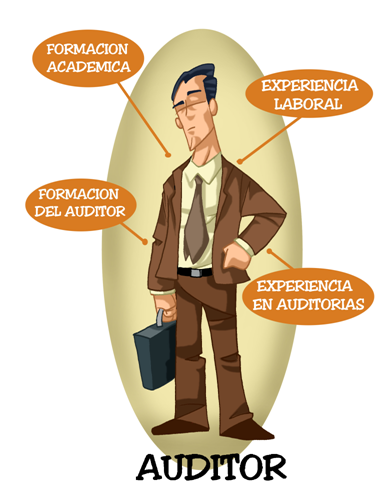 FORMACION
ACADEMICA
EXPERIENCIA
LABORAL
FORMACION
DEL AUDITOR
EXPERIENCIA
EN AUDITORIAS
AUDITOR